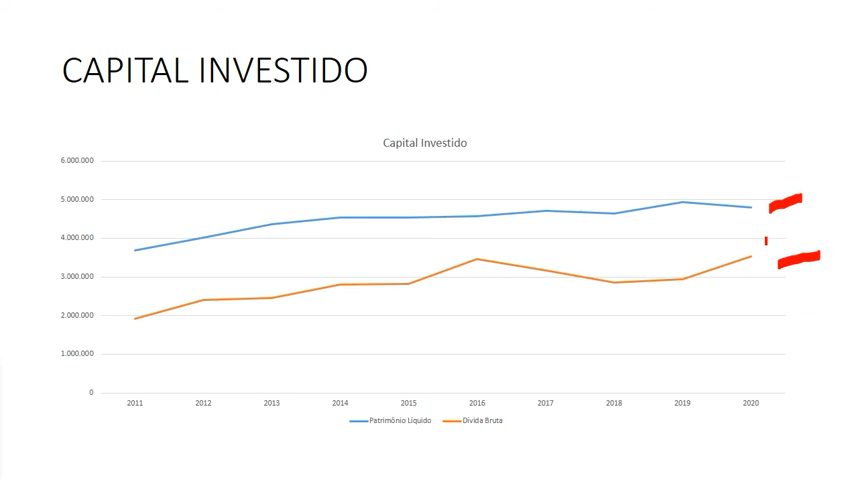 CAPITAL INVESTIDO
Capital Investido
6.000.000
5.000.000
4.000.000
3.000.000
2.000.000
1.000.000
0
2011 2012 2013 2014 2015 2016 2017 2018 2019 2020
Patrimônio Líquido Dívida Bruta